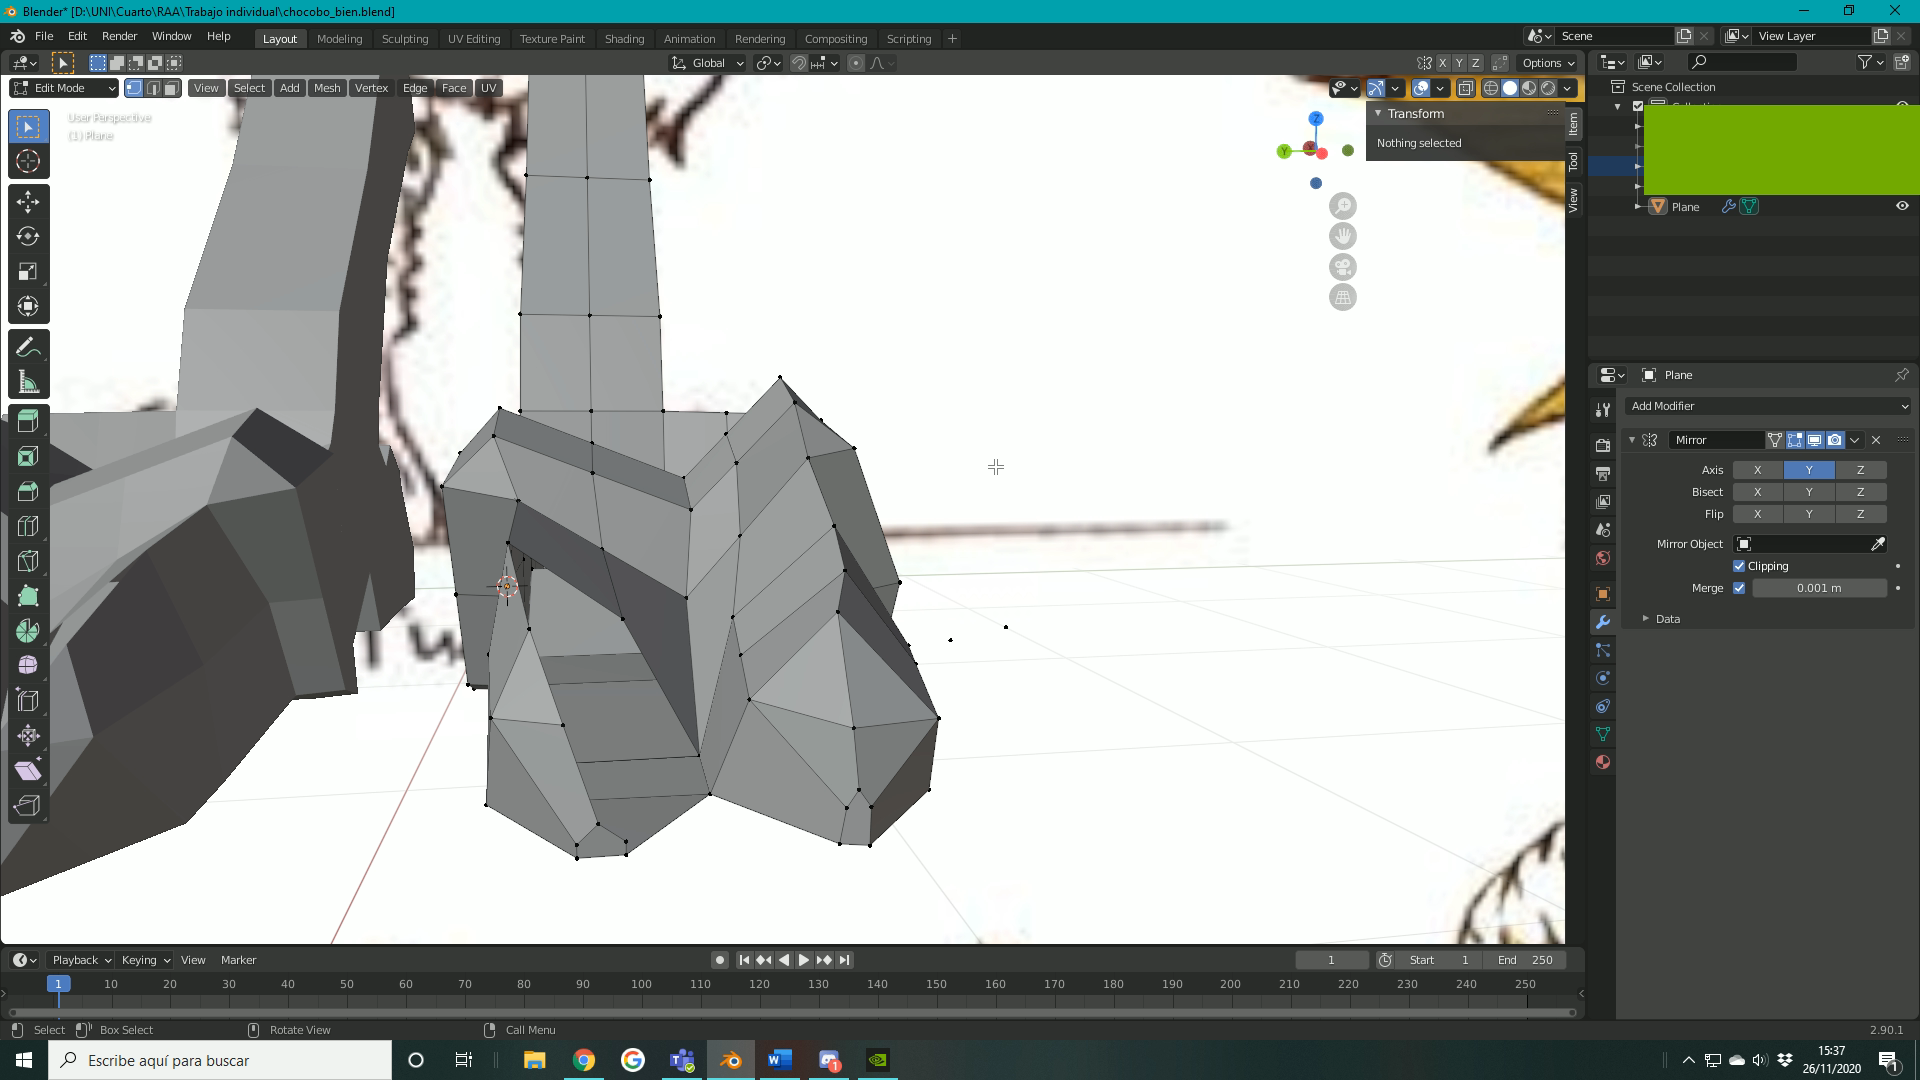 Blender* [D:\UNI\Cuarto\RAA\Trabajo individual\chocobo_bien.blend]
File Edit Render Window Help
Layout Modeling Sculpting UV Editing Texture Paint Shading Animation Rendering Compositing Scripting +
Scene
View Layer
Global
X Y Z
Options
Edit Mode
View Select Add Mesh Vertex Edge Face UV
User Perspective
(1) Plane
Z
Y
Transform
Nothing selected
Item
Tool
View
Scene Collection
Plane
Plane
Add Modifier
Mirror
Axis X Y Z
Bisect X Y Z
Flip X Y Z
Mirror Object
Clipping
Merge 0.001 m
Data
Playback Keying View Marker
1
Start 1
End 250
1 10 20 30 40 50 60 70 80 90 100 110 120 130 140 150 160 170 180 190 200 210 220 230 240 250
Select
Box Select
Rotate View
Call Menu
2.90.1
Escribe aquí para buscar
1
15:37
26/11/2020
1